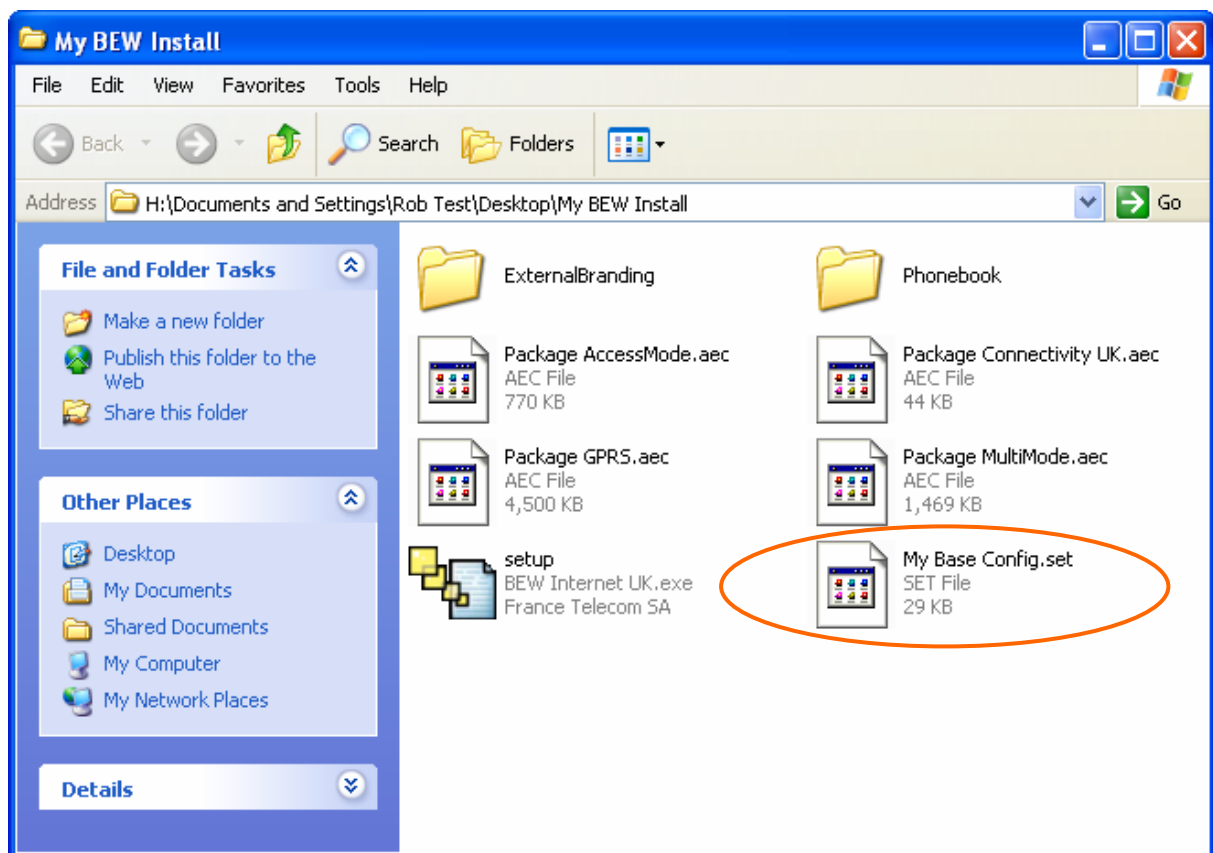 My BEW Install
File Edit View Favorites Tools Help
Back Search Folders
Address H:\Documents and Settings\Rob Test\Desktop\My BEW Install Go
File and Folder Tasks
Make a new folder
Publish this folder to the
Web
Share this folder
Other Places
Desktop
My Documents
Shared Documents
My Computer
My Network Places
Details
ExternalBranding
Phonebook
Package AccessMode.aec
AEC File
770 KB
Package Connectivity UK.aec
AEC File
44 KB
Package GPRS.aec
AEC File
4,500 KB
Package MultiMode.aec
AEC File
1,469 KB
setup
BEW Internet UK.exe
France Telecom SA
My Base Config.set
SET File
29 KB